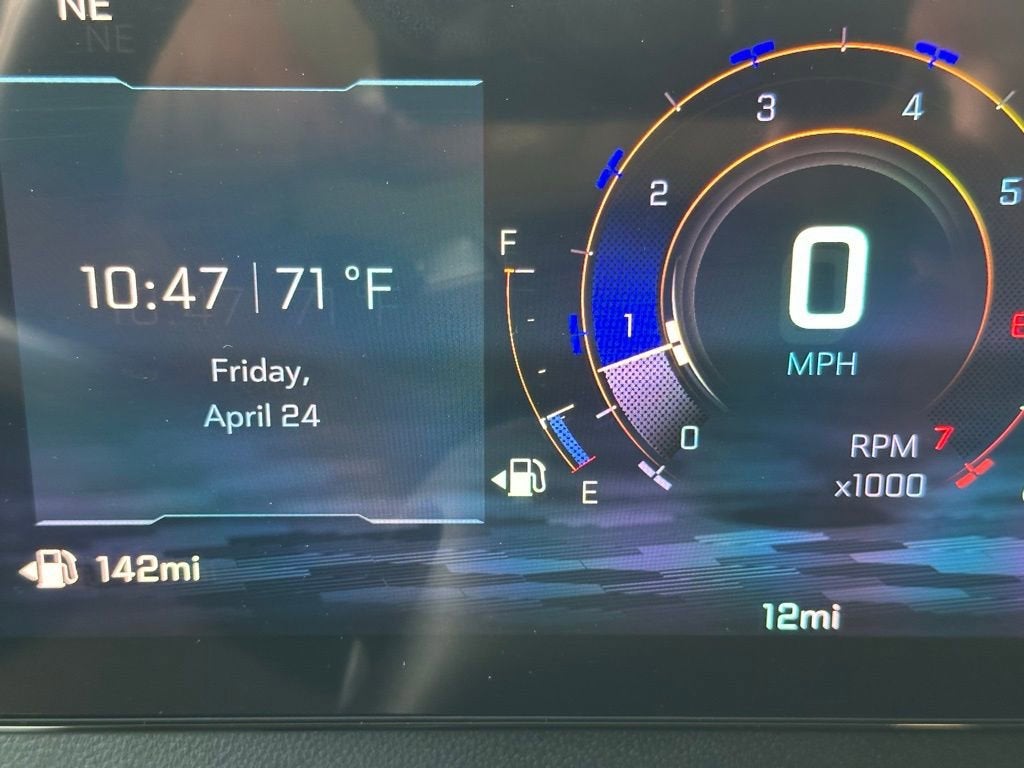 NE
10:47 | 71 °F
Friday,
April 24
142mi
F
E
0
1
2
3
4
5
6
7
0
MPH
RPM
x1000
12mi